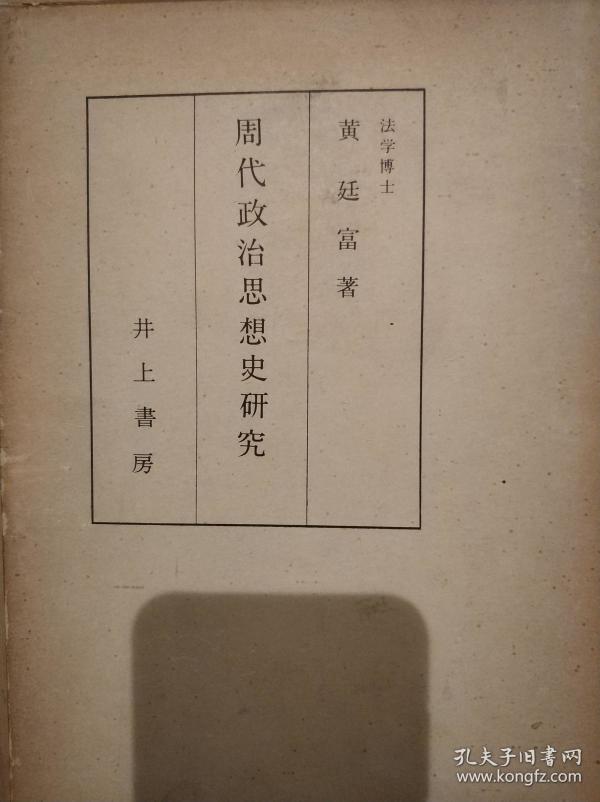 法学博士
黄廷富著
周代政治思想史研究
井上書房
孔夫子旧书网
www.kongfz.com